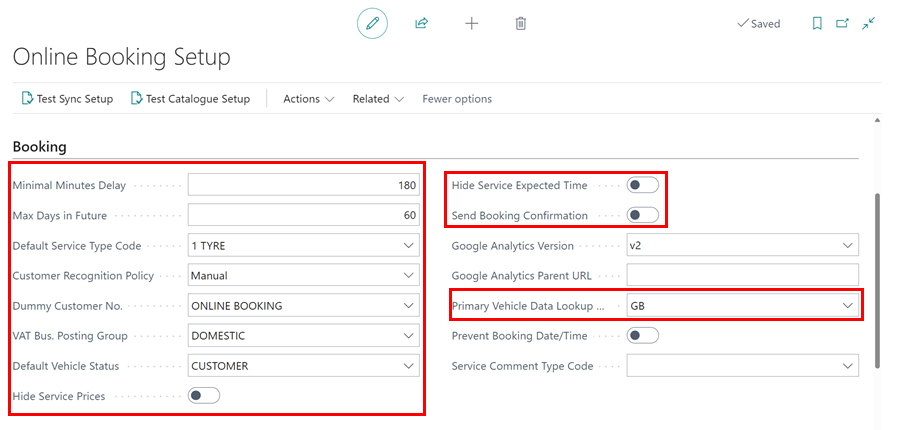 Saved
Online Booking Setup
Test Sync Setup Test Catalogue Setup Actions Related Fewer options
Booking
Minimal Minutes Delay 180
Max Days in Future 60
Default Service Type Code 1 TYRE
Customer Recognition Policy Manual
Dummy Customer No. ONLINE BOOKING
VAT Bus. Posting Group DOMESTIC
Default Vehicle Status CUSTOMER
Hide Service Prices
Hide Service Expected Time
Send Booking Confirmation
Google Analytics Version v2
Google Analytics Parent URL
Primary Vehicle Data Lookup ... GB
Prevent Booking Date/Time
Service Comment Type Code